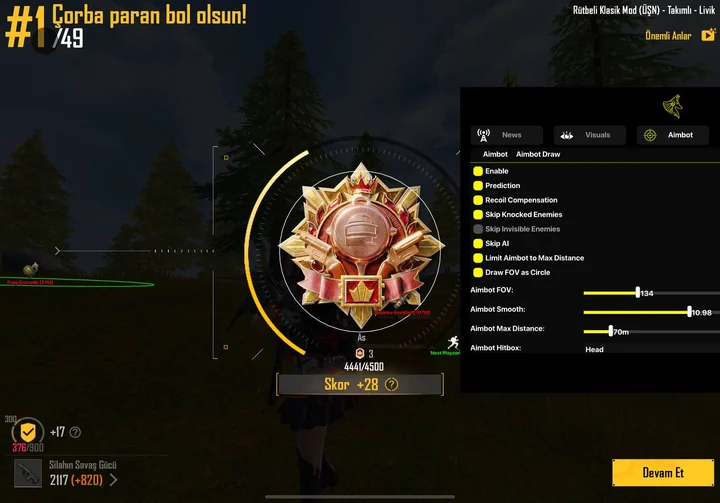 #1/49
Çorba paran bol olsun!
Rütbeli Klasik Mod (ÜŞN) - Takımlı - Livik
Önemli Anlar
News
Visuals
Aimbot
Aimbot
Aimbot Draw
Enable
Prediction
Recoil Compensation
Skip Knocked Enemies
Skip Invisible Enemies
Skip AI
Limit Aimbot to Max Distance
Draw FOV as Circle
Aimbot FOV:
134
Aimbot Smooth:
10.98
Aimbot Max Distance:
70m
Aimbot Hitbox:
Head
As
3
4441/4500
Skor +28
300
+17
376/900
Silahın Savaş Gücü
2117 (+820)
Devam Et